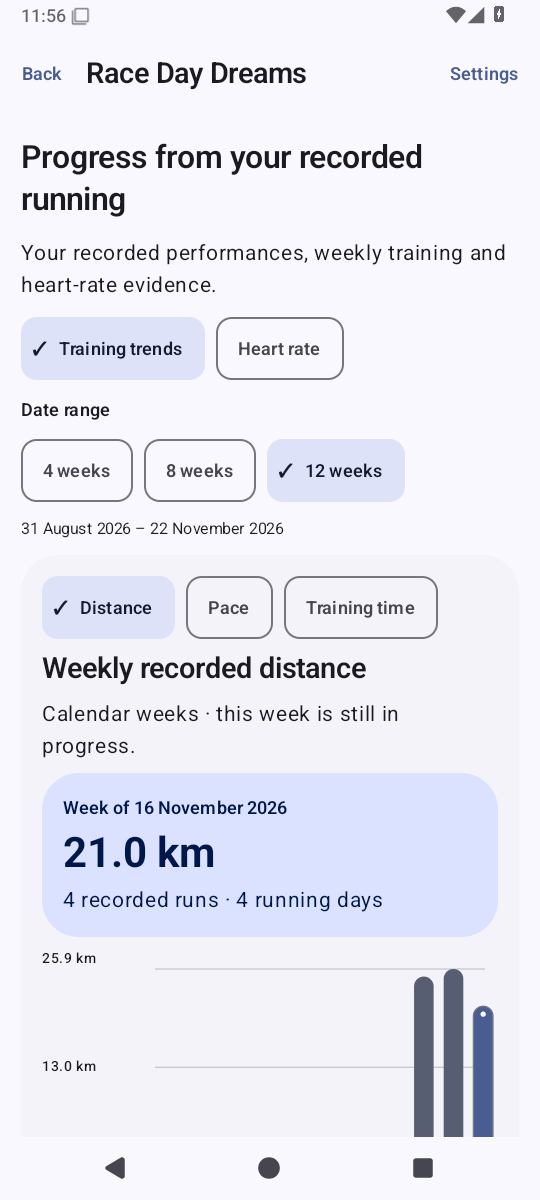 11:56
Back Race Day Dreams Settings
Progress from your recorded
running
Your recorded performances, weekly training and
heart-rate evidence.
✓ Training trends Heart rate
Date range
4 weeks 8 weeks ✓ 12 weeks
31 August 2026 – 22 November 2026
✓ Distance Pace Training time
Weekly recorded distance
Calendar weeks · this week is still in
progress.
Week of 16 November 2026
21.0 km
4 recorded runs · 4 running days
25.9 km
13.0 km